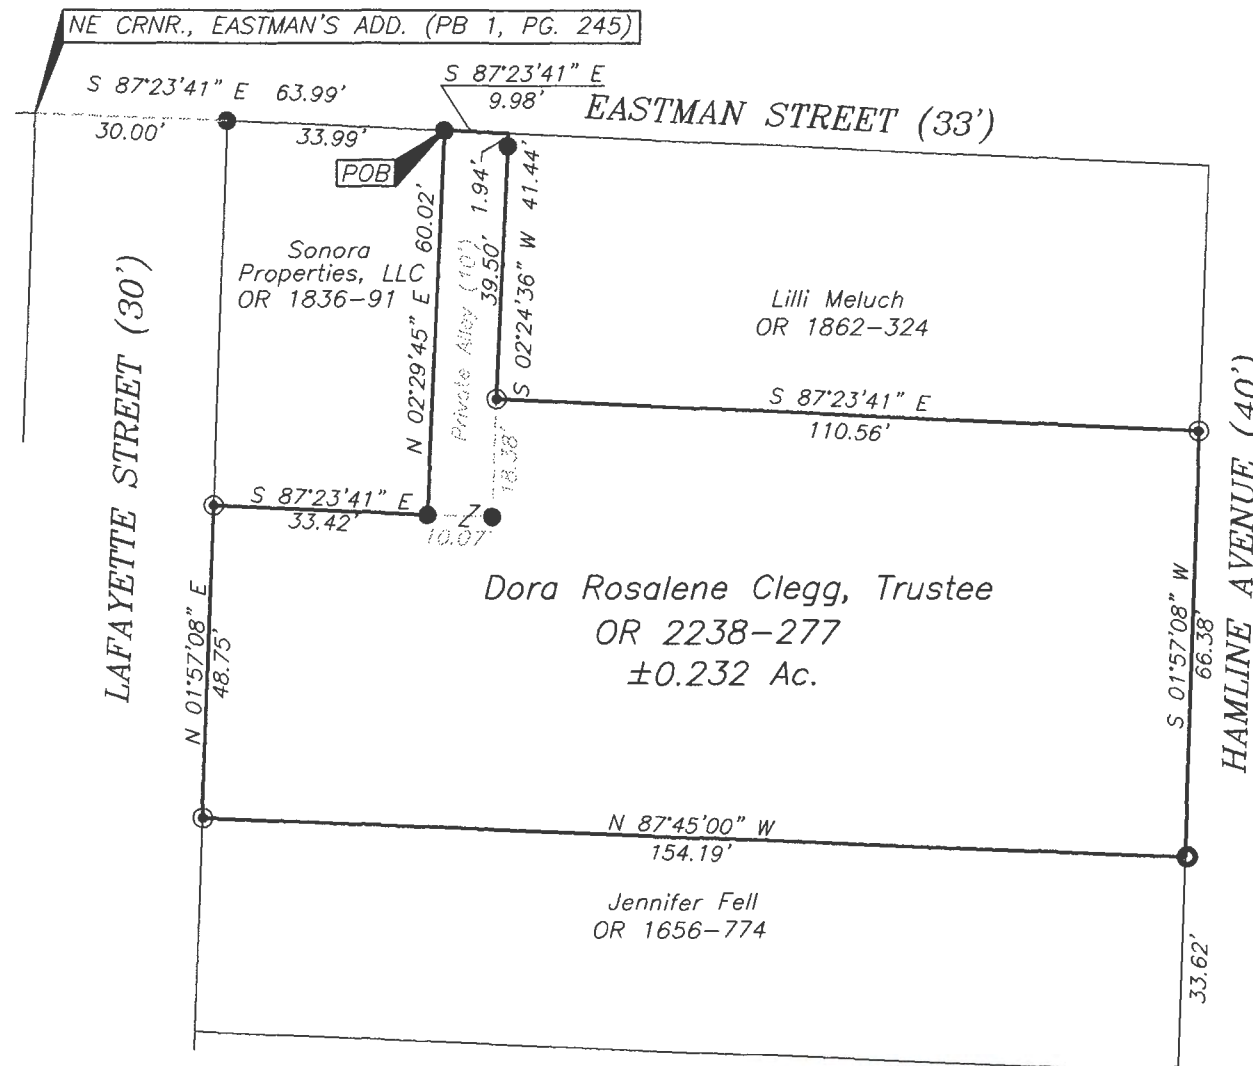 NE CRNR., EASTMAN'S ADD. (PB 1, PG. 245)
S 87°23'41" E 63.99'
30.00'
33.99'
S 87°23'41" E
9.98'
EASTMAN STREET (33')
POB
N 02°29'45" E 60.02'
Private Alley (10')
39.50' 1.94'
S 02°24'36" W 41.44'
Sonora
Properties, LLC
OR 1836-91
Lilli Meluch
OR 1862-324
LAFAYETTE STREET (30')
HAMLINE AVENUE (40')
S 87°23'41" E
110.56'
18.38'
S 87°23'41" E
33.42'
Z
10.07'
Dora Rosalene Clegg, Trustee
OR 2238-277
±0.232 Ac.
N 01°57'08" E
48.75'
S 01°57'08" W
66.38'
N 87°45'00" W
154.19'
Jennifer Fell
OR 1656-774
33.62'